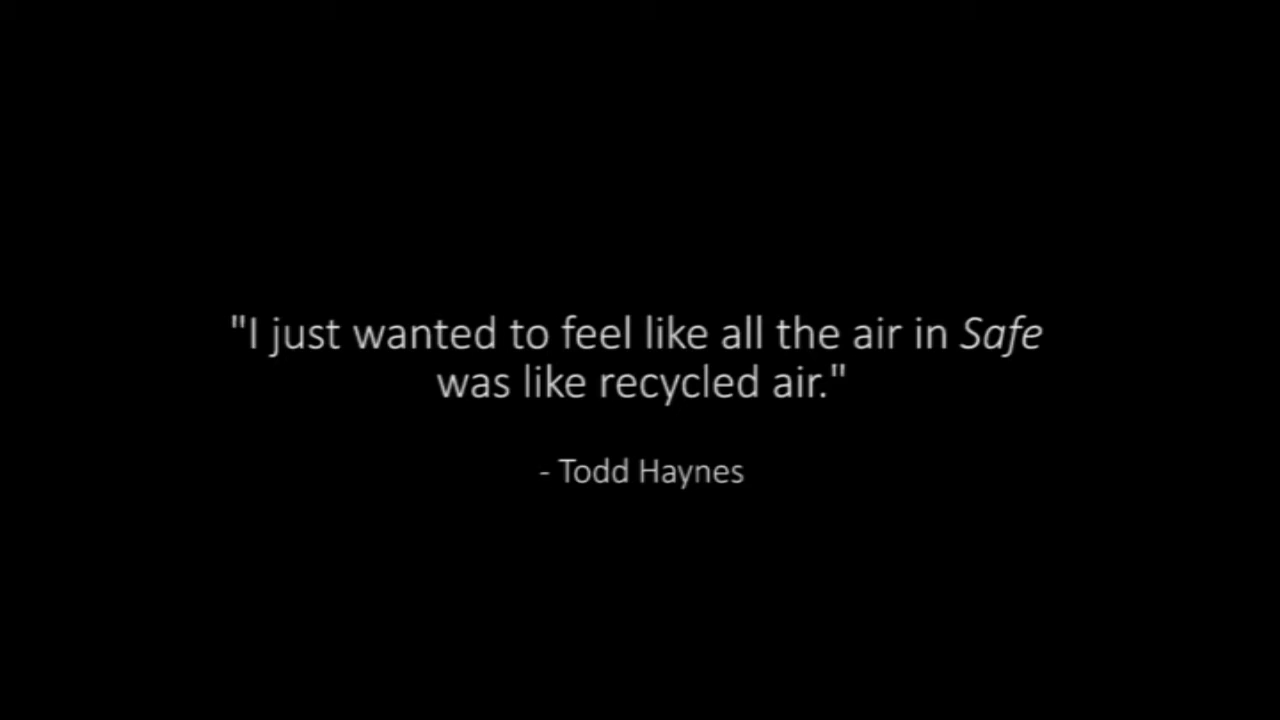 "I just wanted to feel like all the air in Safe
was like recycled air."
- Todd Haynes